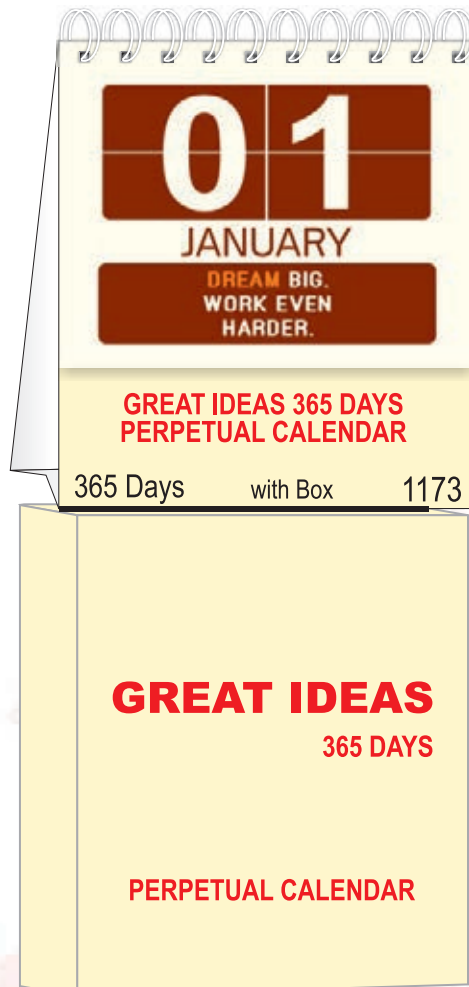 01
JANUARY
DREAM BIG.
WORK EVEN
HARDER.
GREAT IDEAS 365 DAYS
PERPETUAL CALENDAR
365 Days with Box 1173
GREAT IDEAS
365 DAYS
PERPETUAL CALENDAR